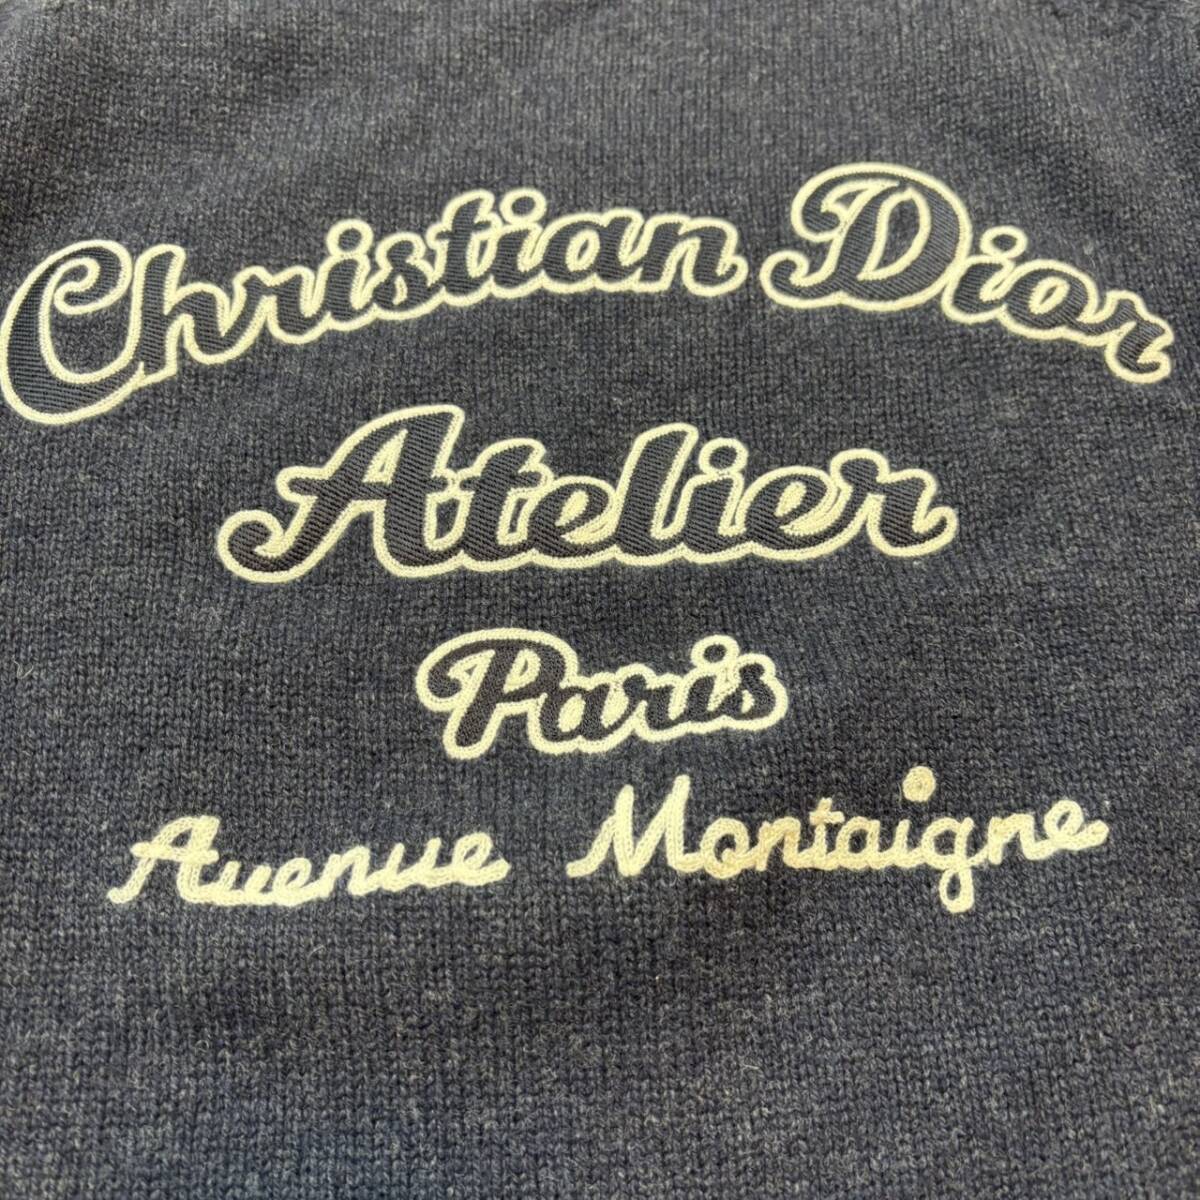 Christian Dior
Atelier
Paris
Avenue Montaigne